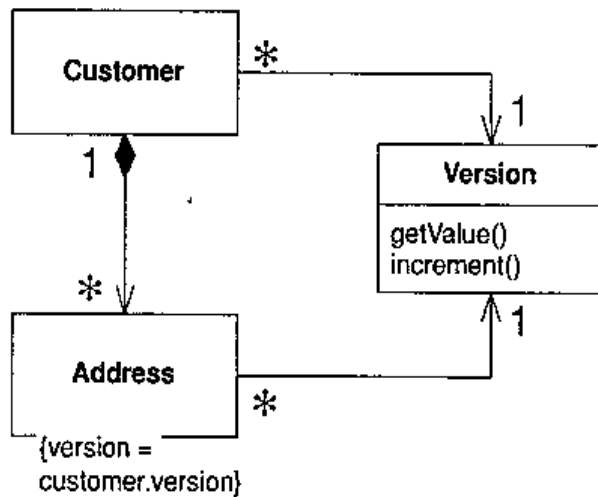 Customer
*
1
1
Version
getValue()
increment()
*
1
Address
*
{version =
customer.version}